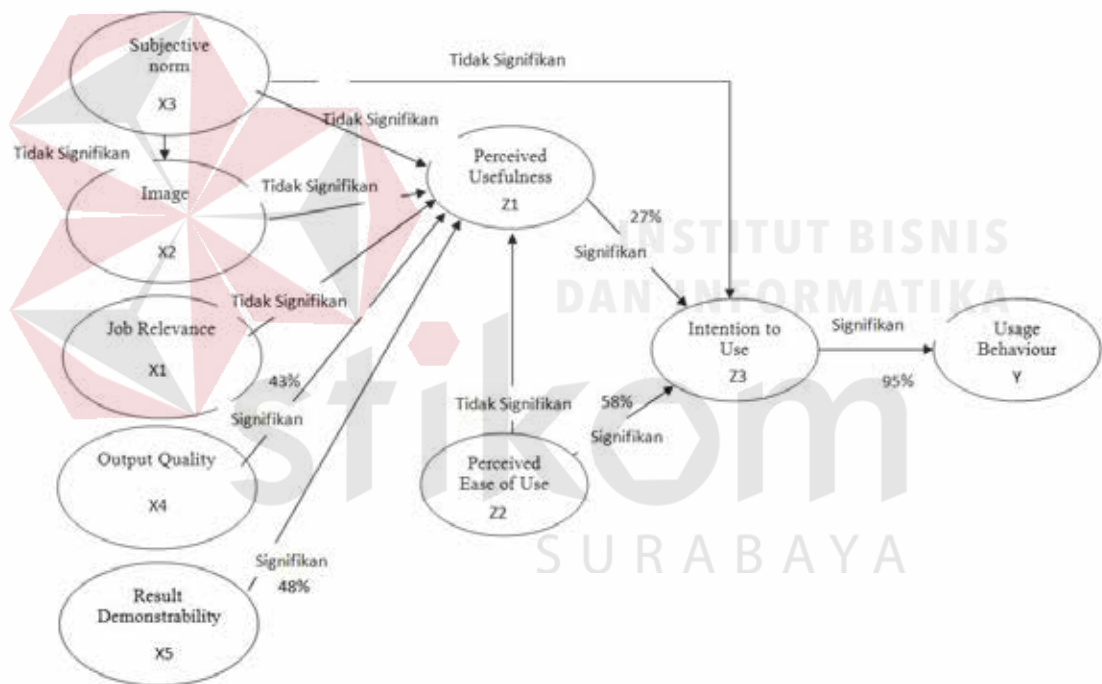 Subjective
norm
X3
Tidak Signifikan
Tidak Signifikan
Tidak Signifikan
Image
X2
Tidak Signifikan
Perceived
Usefulness
Z1
27%
Signifikan
INSTITUT BISNIS
DAN INFORMATIKA
Job Relevance
X1
Tidak Signifikan
43%
Signifikan
Intention to
Use
Z3
Signifikan
95%
Usage
Behaviour
Y
stikom
SURABAYA
Tidak Signifikan
58%
Signifikan
Output Quality
X4
Perceived
Ease of Use
Z2
Signifikan
48%
Result
Demonstrability
X5